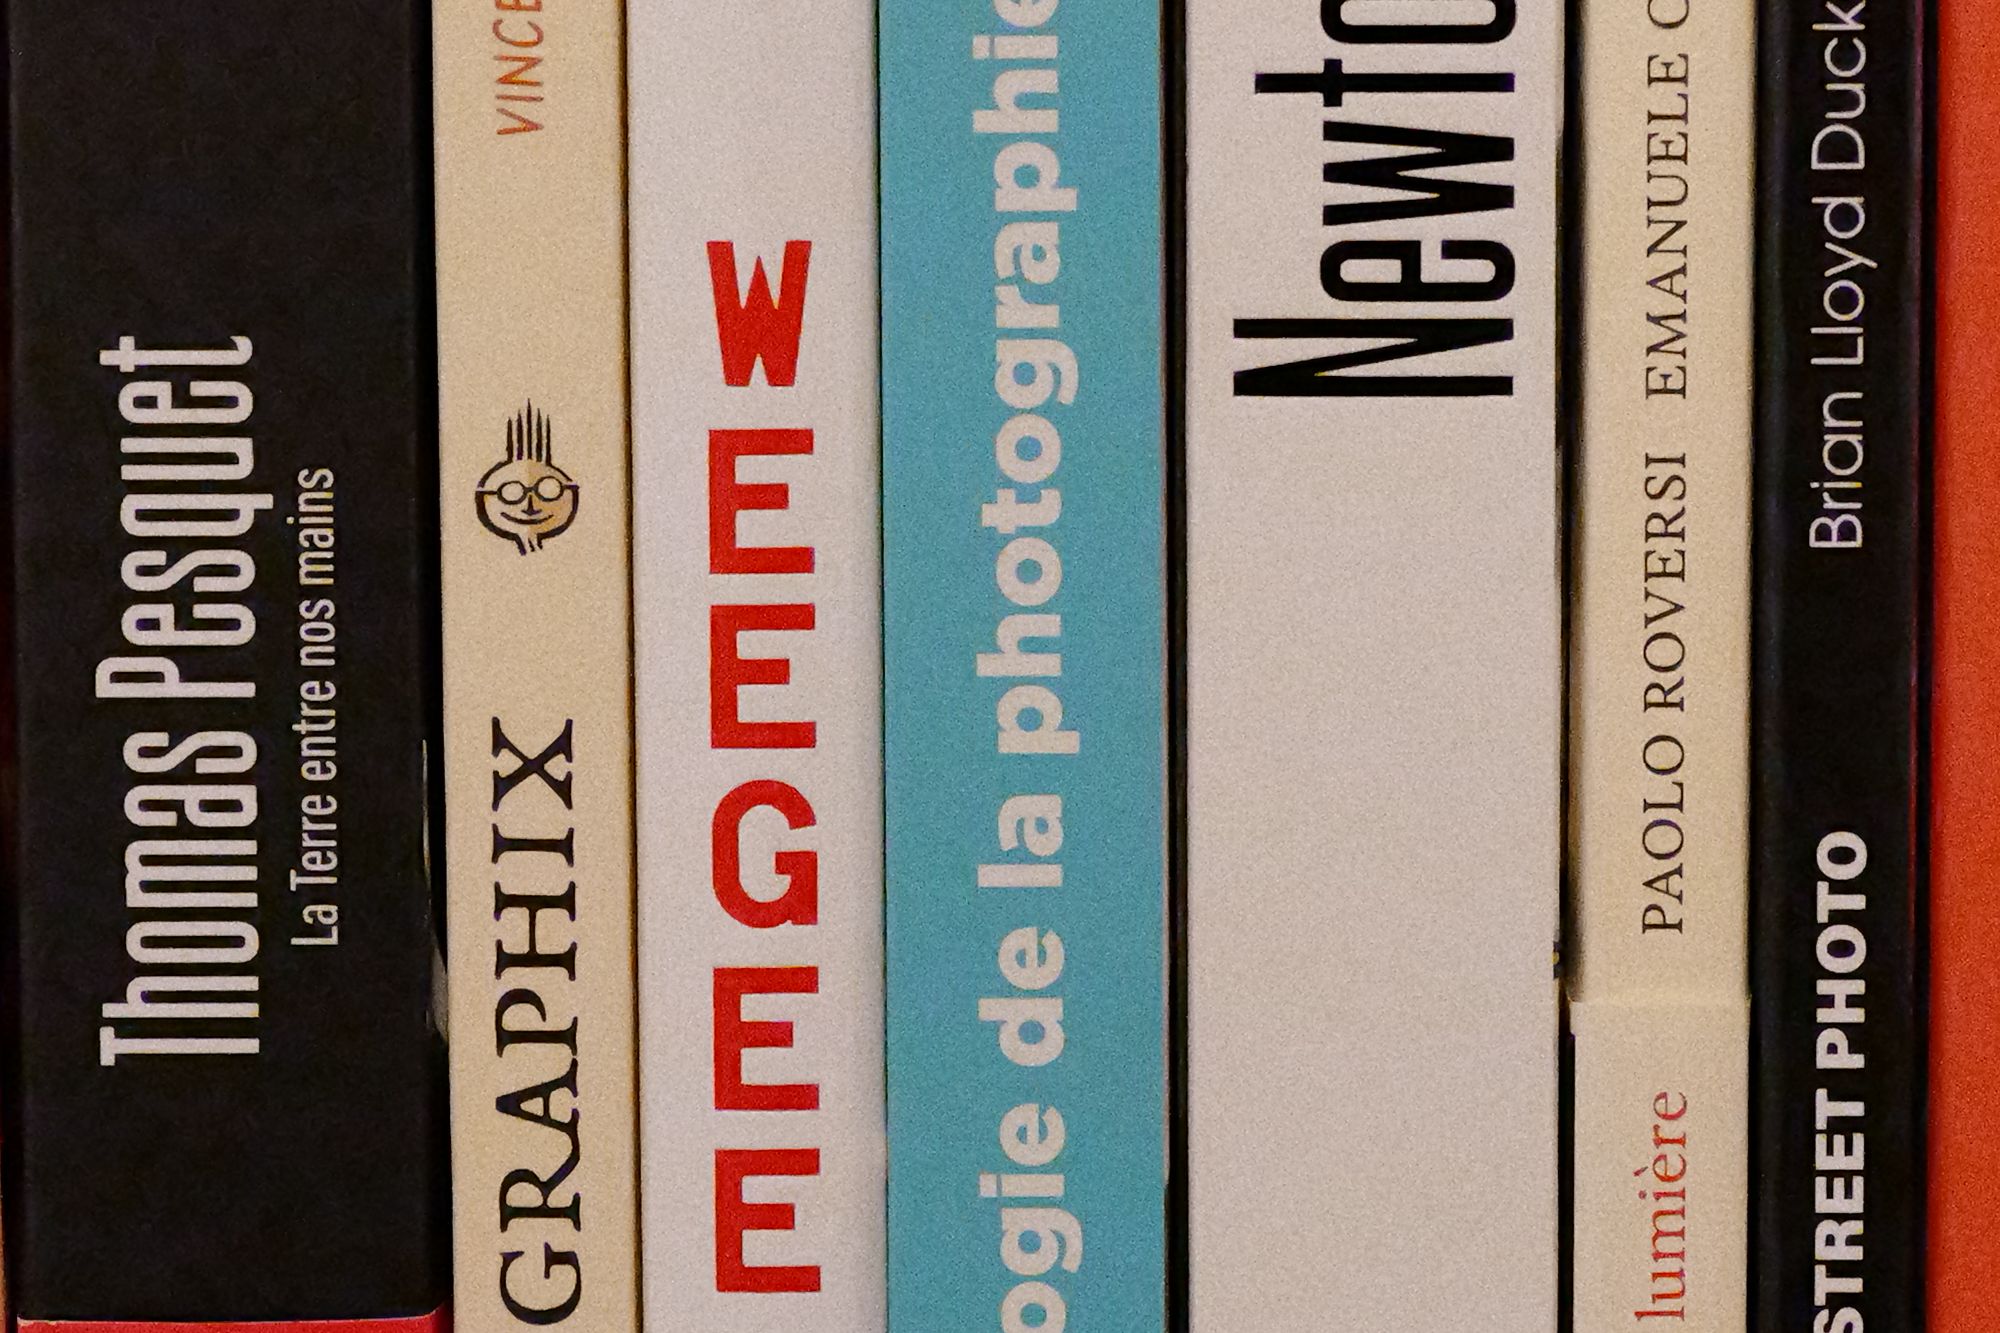 Thomas Pesquet
La Terre entre nos mains
GRAPHIX
VINCE
WEEGEE
ogie de la photographie
Newto
lumière
PAOLO ROVERSI EMANUELE C
STREET PHOTO
Brian Lloyd Duck